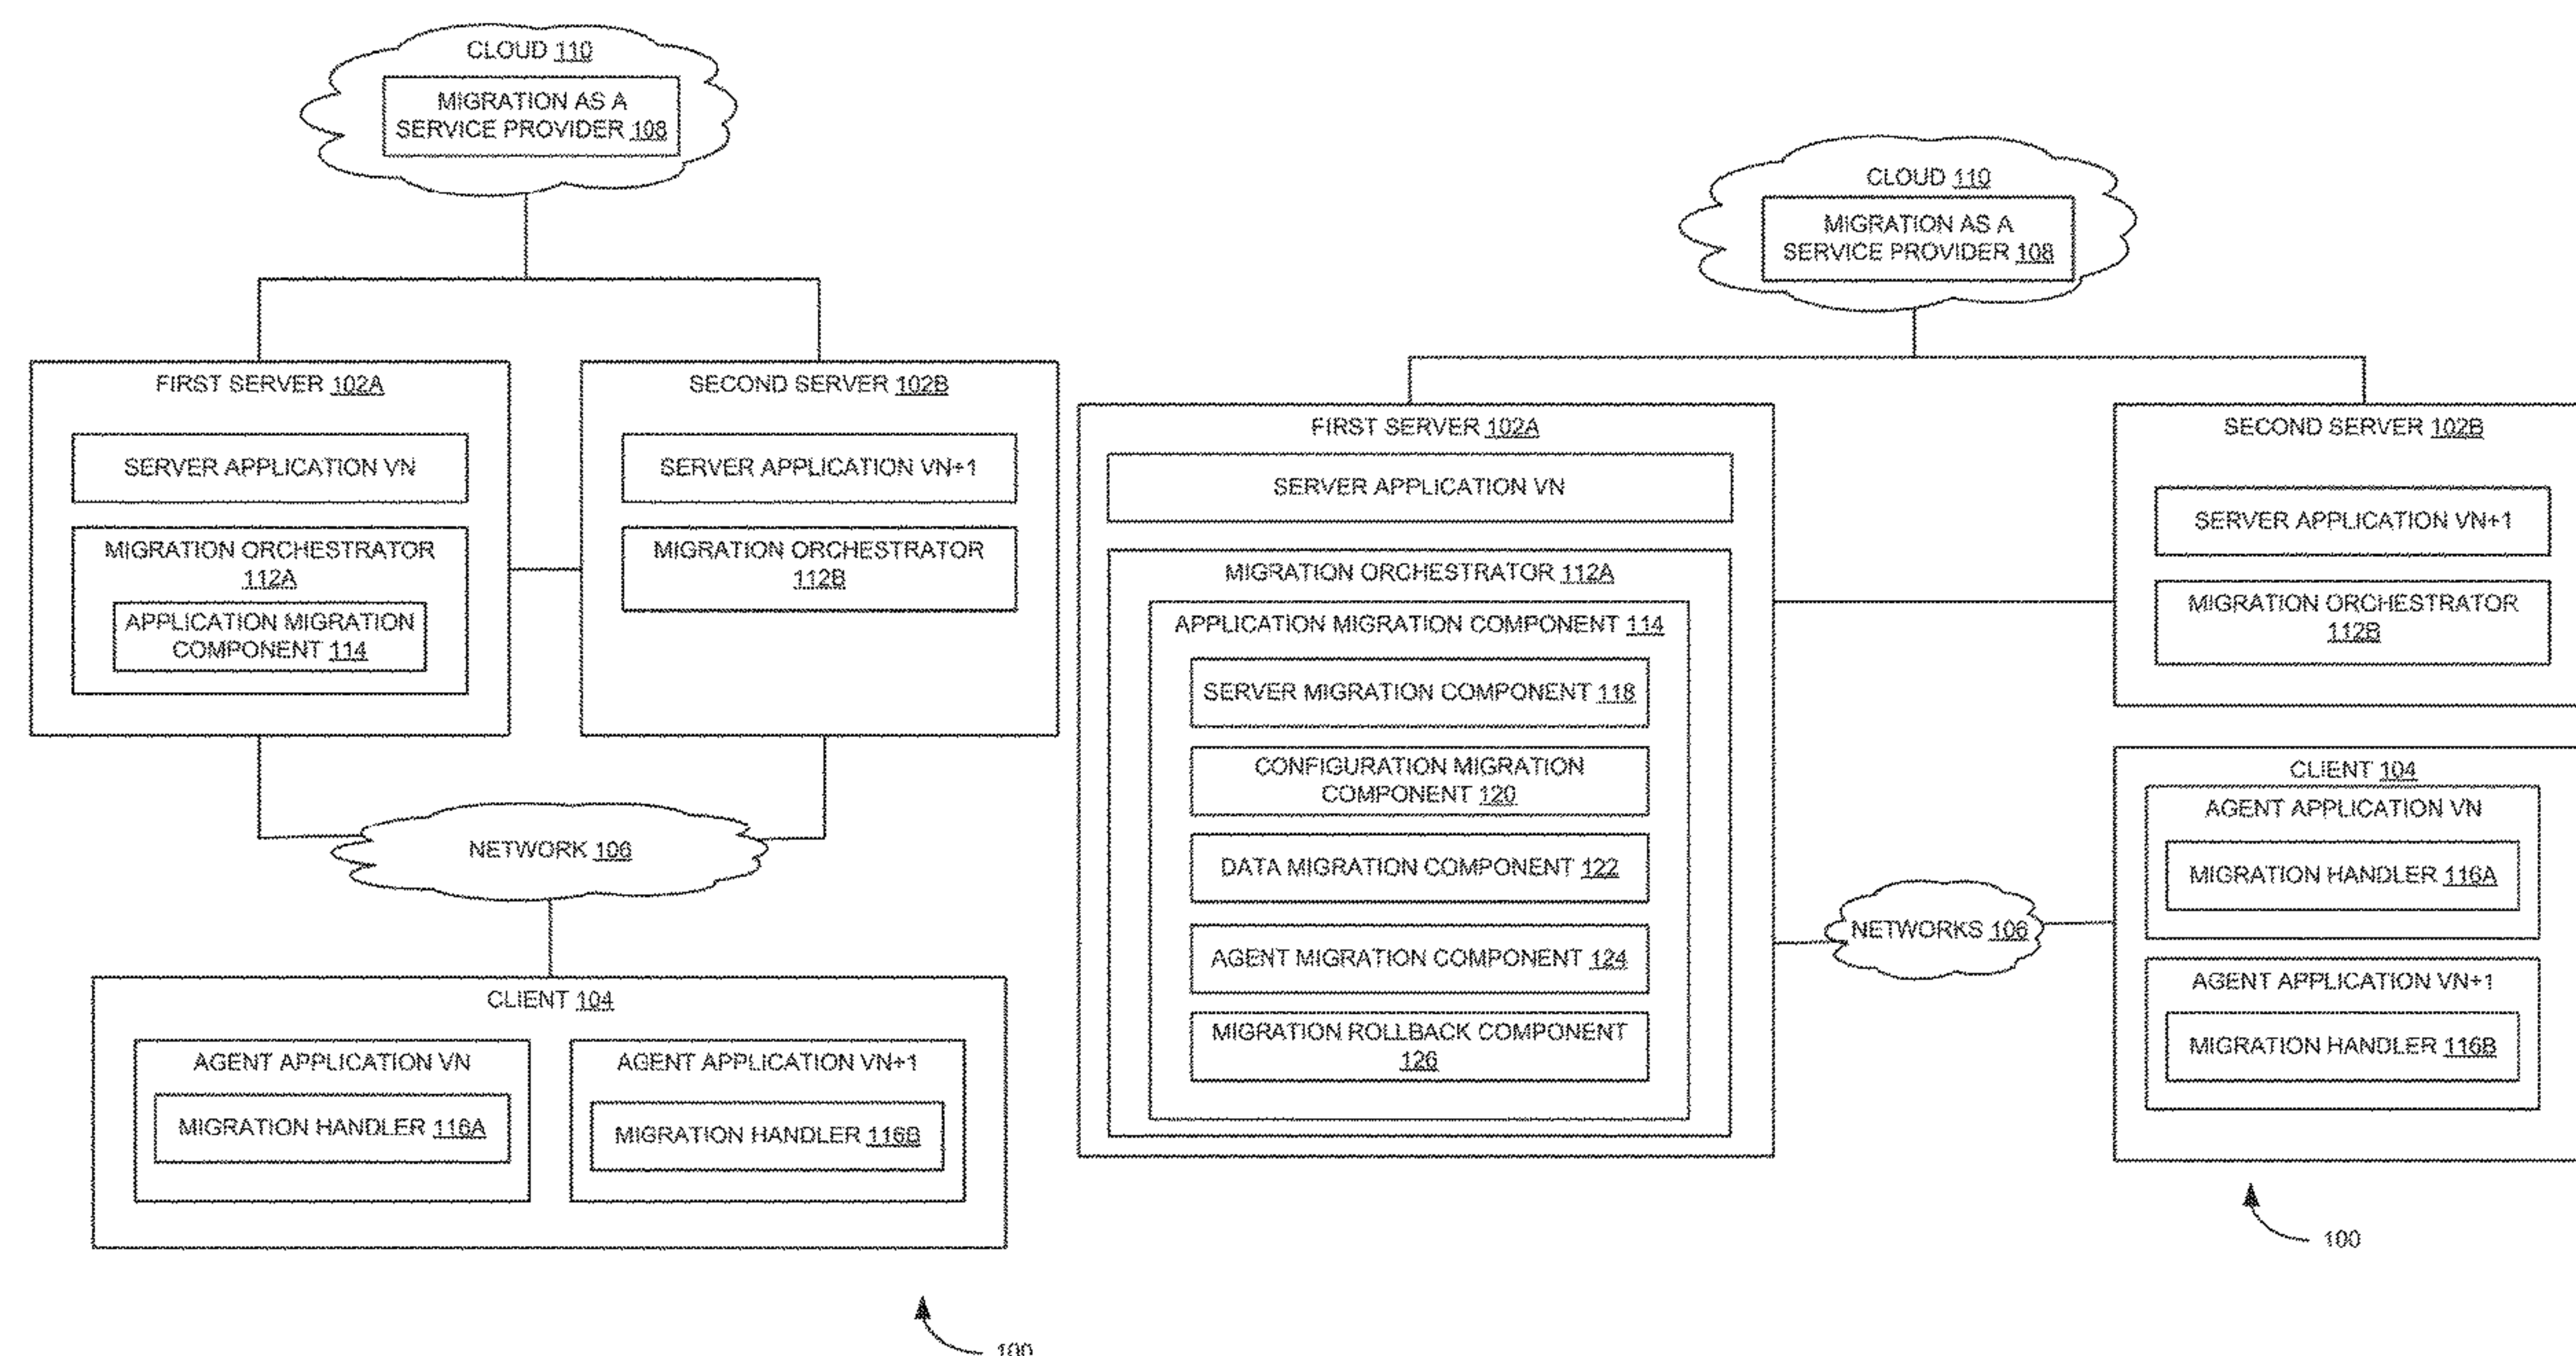 CLOUD 110
MIGRATION AS A
SERVICE PROVIDER 108
FIRST SERVER 102A
SERVER APPLICATION VN
MIGRATION ORCHESTRATOR
112A
APPLICATION MIGRATION
COMPONENT 114
SECOND SERVER 102B
SERVER APPLICATION VN+1
MIGRATION ORCHESTRATOR
112B
NETWORK 106
CLIENT 104
AGENT APPLICATION VN
MIGRATION HANDLER 116A
AGENT APPLICATION VN+1
MIGRATION HANDLER 116B
100
CLOUD 110
MIGRATION AS A
SERVICE PROVIDER 108
FIRST SERVER 102A
SERVER APPLICATION VN
MIGRATION ORCHESTRATOR 112A
APPLICATION MIGRATION COMPONENT 114
SERVER MIGRATION COMPONENT 118
CONFIGURATION MIGRATION
COMPONENT 120
DATA MIGRATION COMPONENT 122
AGENT MIGRATION COMPONENT 124
MIGRATION ROLLBACK COMPONENT
126
SECOND SERVER 102B
SERVER APPLICATION VN+1
MIGRATION ORCHESTRATOR
112B
NETWORKS 106
CLIENT 104
AGENT APPLICATION VN
MIGRATION HANDLER 116A
AGENT APPLICATION VN+1
MIGRATION HANDLER 116B
100